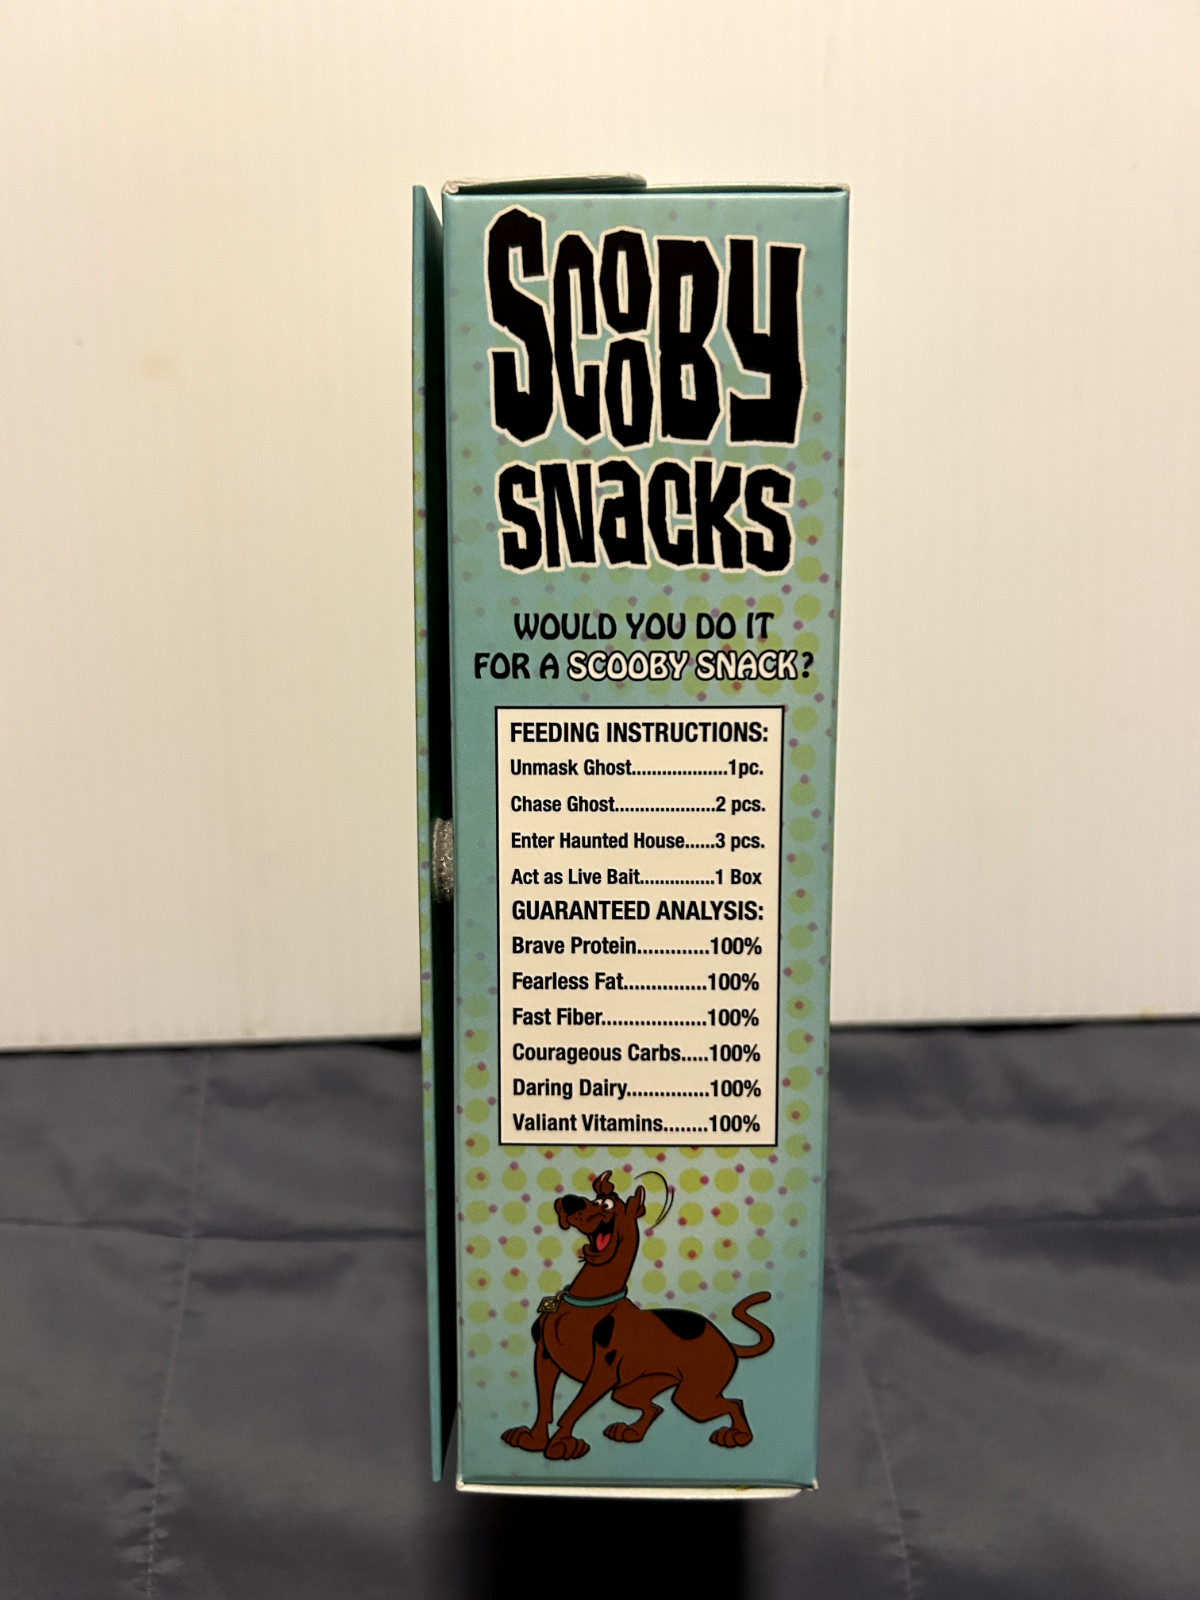 SCOOBY
SNACKS
WOULD YOU DO IT
FOR A SCOOBY SNACK?
FEEDING INSTRUCTIONS:
Unmask Ghost...................1pc.
Chase Ghost....................2 pcs.
Enter Haunted House......3 pcs.
Act as Live Bait...............1 Box
GUARANTEED ANALYSIS:
Brave Protein.............100%
Fearless Fat...............100%
Fast Fiber...................100%
Courageous Carbs.....100%
Daring Dairy...............100%
Valiant Vitamins........100%